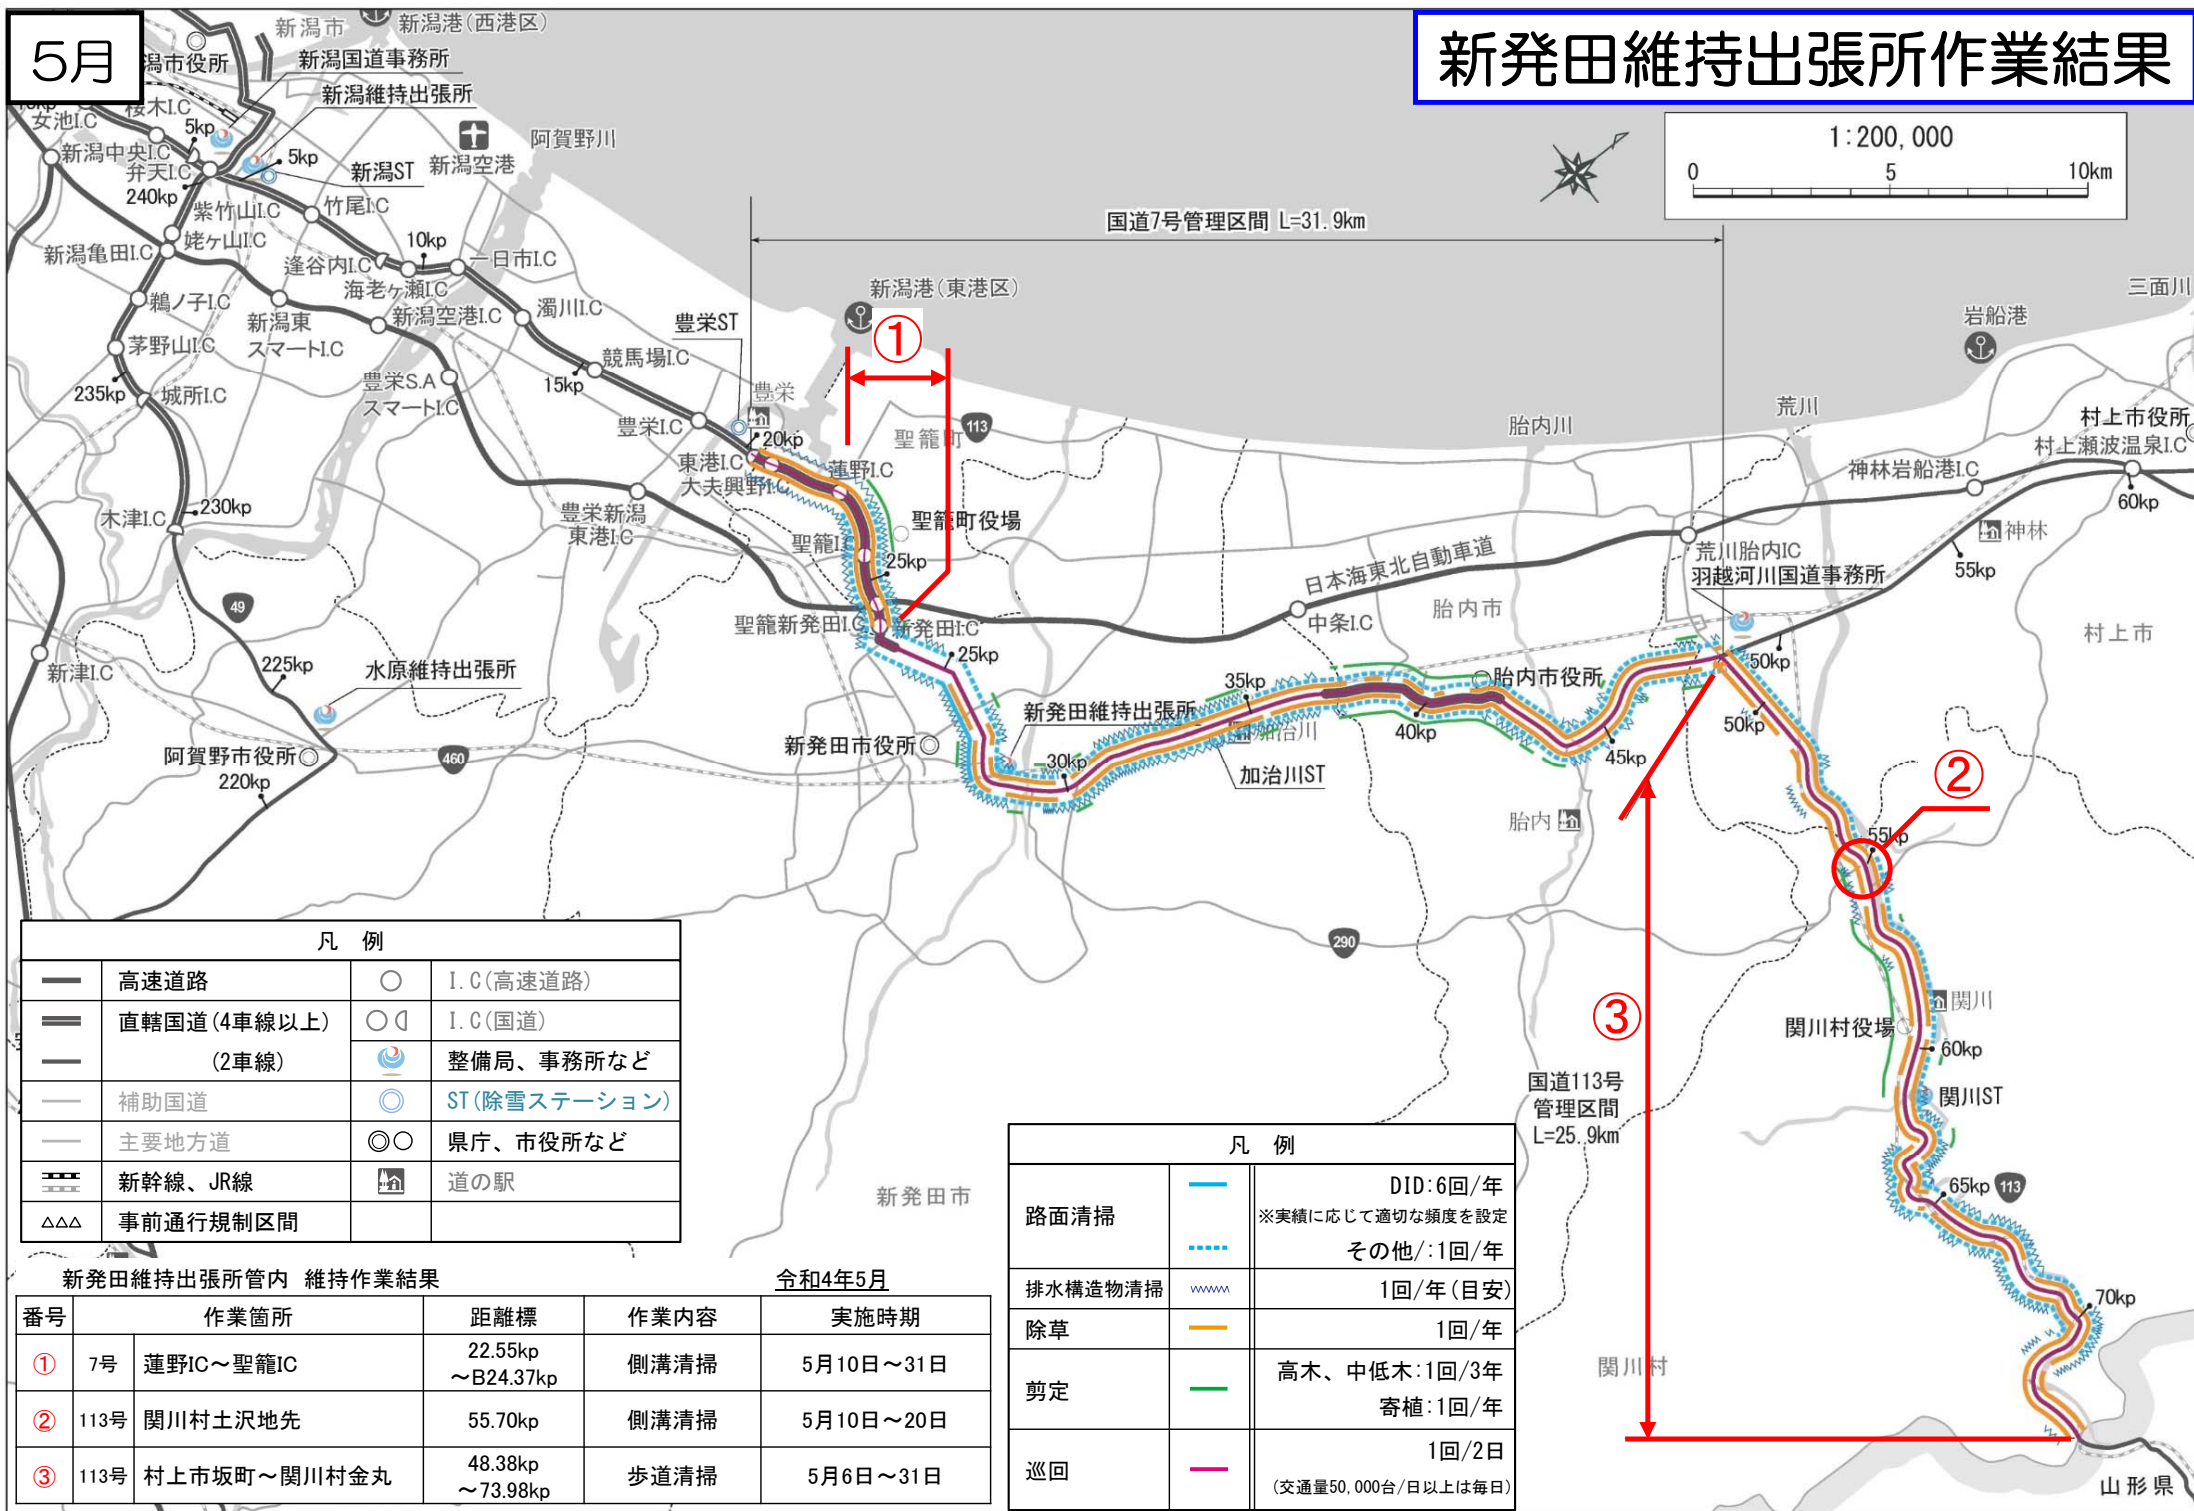 5月
新発田維持出張所作業結果
新潟市
新潟港(西港区)
潟市役所
新潟国道事務所
新潟維持出張所
桜木I.C
女池I.C
5kp
新潟中央I.C
弁天I.C
5kp
新潟ST
新潟空港
阿賀野川
240kp
紫竹山I.C
竹尾I.C
姥ヶ山I.C
新潟亀田I.C
10kp
逢谷内I.C
一日市I.C
海老ヶ瀬I.C
鵜ノ子I.C
新潟東
スマートI.C
新潟空港I.C
濁川I.C
茅野山I.C
235kp
城所I.C
豊栄S.A
スマートI.C
15kp
競馬場I.C
豊栄ST
豊栄
豊栄I.C
20kp
東港I.C
大夫興野I.C
蓮野I.C
1:200,000
0
5
10km
国道7号管理区間 L=31.9km
新潟港(東港区)
①
聖籠町
113
三面川
岩船港
荒川
胎内川
村上市役所
村上瀬波温泉I.C
神林岩船港I.C
60kp
神林
55kp
木津I.C
230kp
豊栄新潟
東港I.C
聖籠I.
聖籠町役場
25kp
日本海東北自動車道
荒川胎内IC
羽越河川国道事務所
49
聖籠新発田I.C
新発田I.C
中条I.C
胎内市
村上市
新津I.C
225kp
水原維持出張所
25kp
35kp
胎内市役所
50kp
50kp
新発田維持出張所
加治川
40kp
45kp
阿賀野市役所
220kp
460
新発田市役所
30kp
加治川ST
胎内
②
55kp
290
③
関川
関川村役場
60kp
国道113号
管理区間
L=25.9km
関川ST
65kp
113
70kp
新発田市
関川村
山形県
凡 例
高速道路
I.C(高速道路)
直轄国道(4車線以上)
I.C(国道)
(2車線)
整備局、事務所など
補助国道
ST(除雪ステーション)
主要地方道
県庁、市役所など
新幹線、JR線
道の駅
事前通行規制区間
凡 例
路面清掃
DID:6回/年
※実績に応じて適切な頻度を設定
その他/:1回/年
排水構造物清掃
1回/年(目安)
除草
1回/年
剪定
高木、中低木:1回/3年
寄植:1回/年
巡回
1回/2日
(交通量50,000台/日以上は毎日)
新発田維持出張所管内 維持作業結果
令和4年5月
番号 作業箇所 距離標 作業内容 実施時期
① 7号 蓮野IC～聖籠IC 22.55kp ～B24.37kp 側溝清掃 5月10日～31日
② 113号 関川村土沢地先 55.70kp 側溝清掃 5月10日～20日
③ 113号 村上市坂町～関川村金丸 48.38kp ～73.98kp 歩道清掃 5月6日～31日